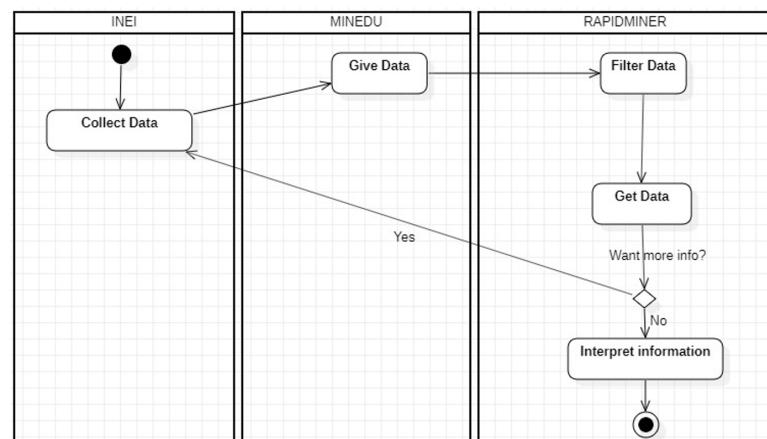 INEI
MINEDU
RAPIDMINER
Give Data
Filter Data
Collect Data
Get Data
Yes
Want more info?
No
Interpret information